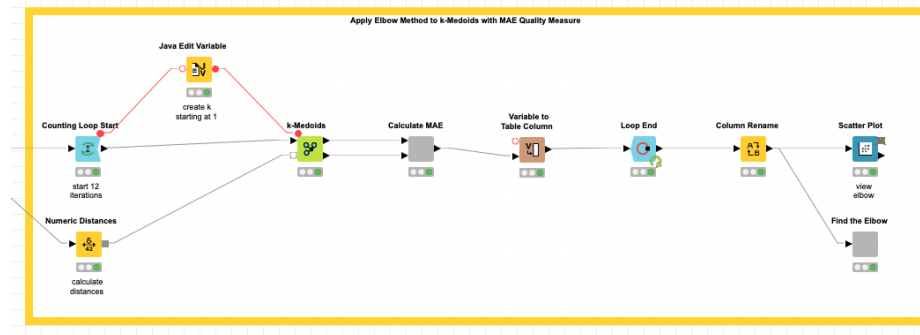 Apply Elbow Method to k-Medoids with MAE Quality Measure
Java Edit Variable
create k
starting at 1
Counting Loop Start
start 12
iterations
k-Medoids
Calculate MAE
Variable to
Table Column
Loop End
Column Rename
Scatter Plot
view
elbow
Numeric Distances
calculate
distances
Find the Elbow